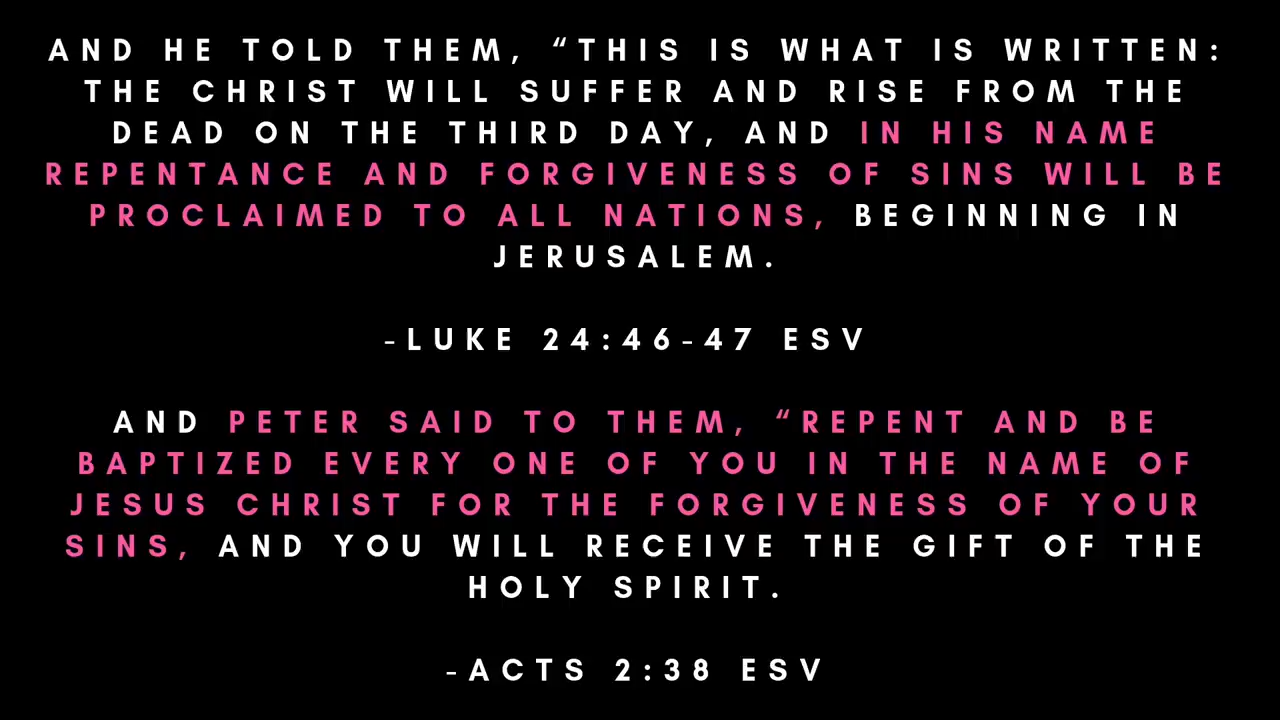 AND HE TOLD THEM, “THIS IS WHAT IS WRITTEN:
THE CHRIST WILL SUFFER AND RISE FROM THE
DEAD ON THE THIRD DAY, AND IN HIS NAME
REPENTANCE AND FORGIVENESS OF SINS WILL BE
PROCLAIMED TO ALL NATIONS, BEGINNING IN
JERUSALEM.
-LUKE 24:46-47 ESV
AND PETER SAID TO THEM, “REPENT AND BE
BAPTIZED EVERY ONE OF YOU IN THE NAME OF
JESUS CHRIST FOR THE FORGIVENESS OF YOUR
SINS, AND YOU WILL RECEIVE THE GIFT OF THE
HOLY SPIRIT.
-ACTS 2:38 ESV